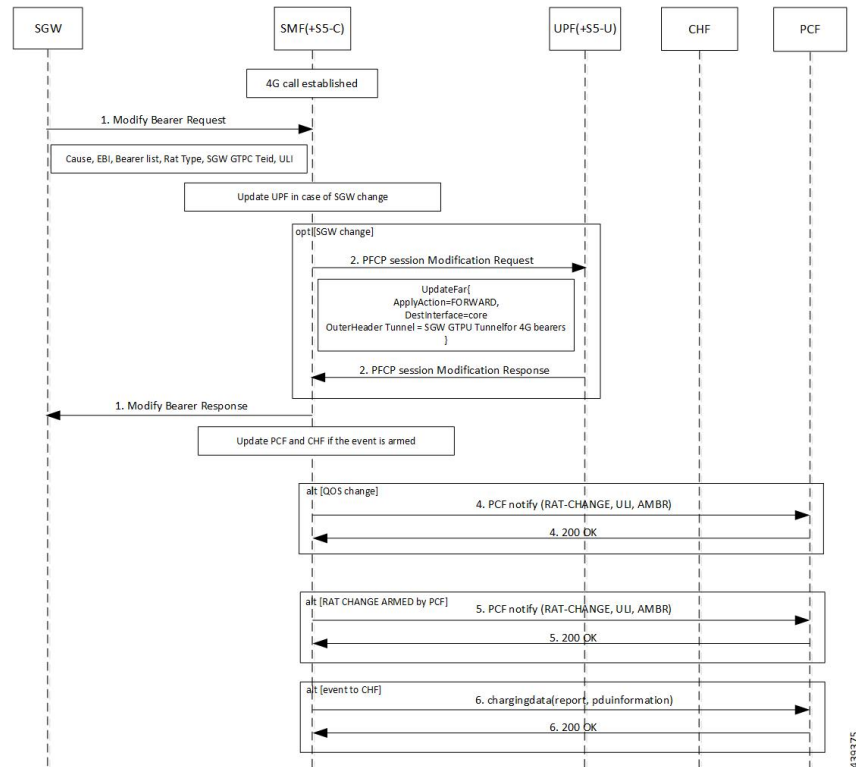 SGW
SMF(+S5-C)
UPF(+S5-U)
CHF
PCF
4G call established
1. Modify Bearer Request
Cause, EBI, Bearer list, Rat Type, SGW GTPC Teid, ULI
Update UPF in case of SGW change
opt [SGW change]
2. PFCP session Modification Request
UpdateFar{
ApplyAction=FORWARD,
DestInterface=core
OuterHeader Tunnel = SGW GTPU Tunnelfor 4G bearers
}
2. PFCP session Modification Response
1. Modify Bearer Response
Update PCF and CHF if the event is armed
alt [QOS change]
4. PCF notify (RAT-CHANGE, ULI, AMBR)
4. 200 OK
alt [RAT CHANGE ARMED by PCF]
5. PCF notify (RAT-CHANGE, ULI, AMBR)
5. 200 OK
alt [event to CHF]
6. chargingdata(report, pduinformation)
6. 200 OK
439375